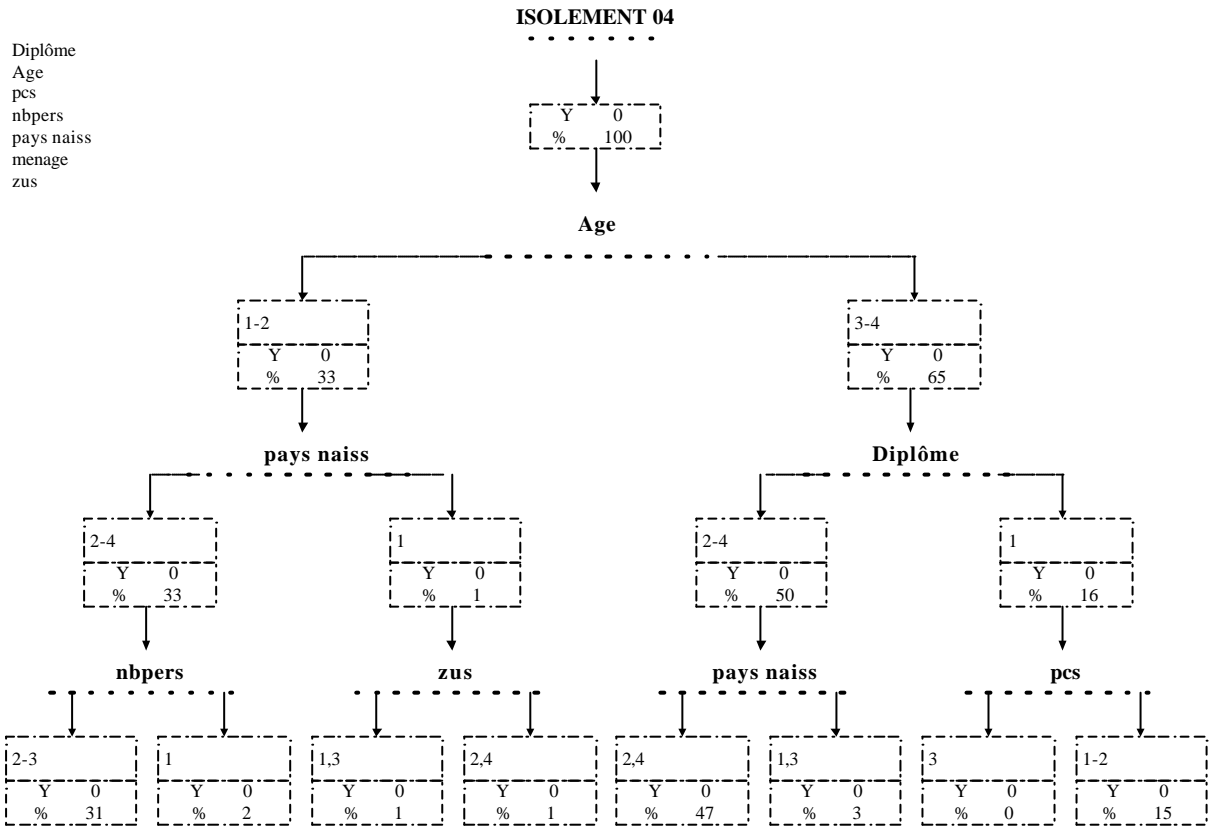 ISOLEMENT 04
Diplôme
Age
pcs
nbpers
pays naiss
menage
zus
Y 0
% 100
Age
1-2
Y 0
% 33
3-4
Y 0
% 65
pays naiss
Diplôme
2-4
Y 0
% 33
1
Y 0
% 1
2-4
Y 0
% 50
1
Y 0
% 16
nbpers
zus
pays naiss
pcs
2-3
Y 0
% 31
1
Y 0
% 2
1,3
Y 0
% 1
2,4
Y 0
% 1
2,4
Y 0
% 47
1,3
Y 0
% 3
3
Y 0
% 0
1-2
Y 0
% 15